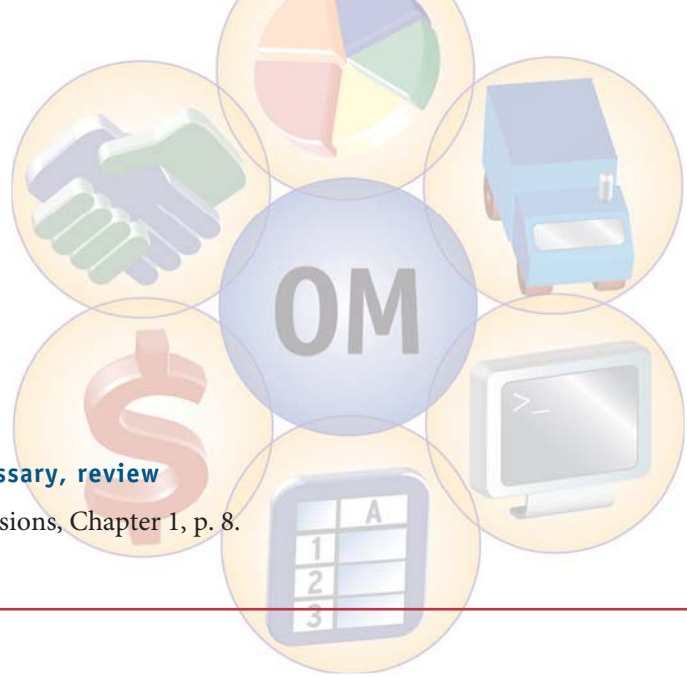 OM
>_
ssary, review
sions, Chapter 1, p. 8.
A
1
2
3